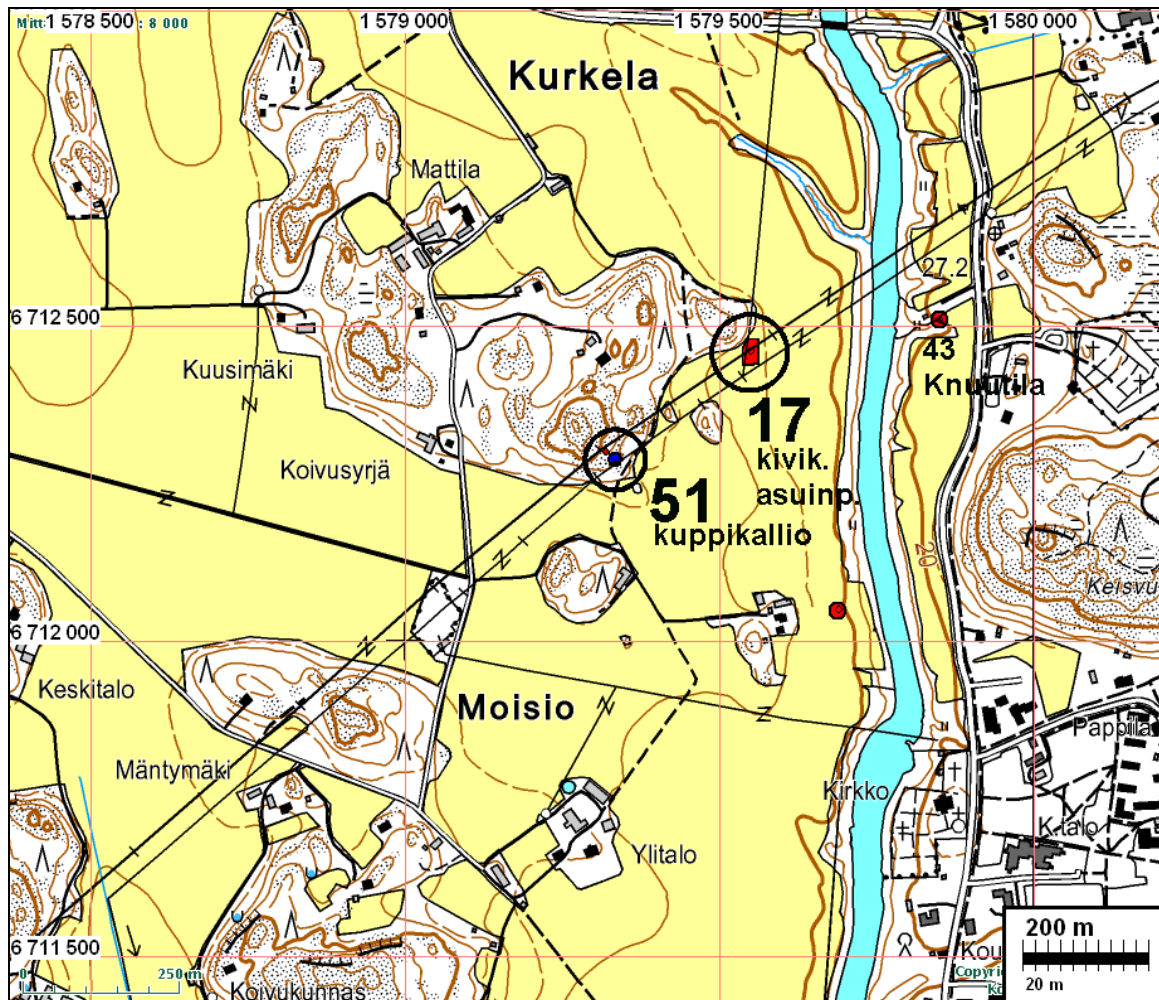 1 578 500
: 8 000
1 579 000
1 579 500
1 580 000
Kurkela
Mattila
27.2
6 712 500
43
Knuutila
Kuusimäki
17
kivik.
asuinp.
Koivusyrjä
51
kuppikallio
20
6 712 000
Keskitalo
Moisio
Pappila
Mäntymäki
Kirkko
K.talo
Ylitalo
200 m
6 711 500
0
250 m
20 m
Koivukunnas